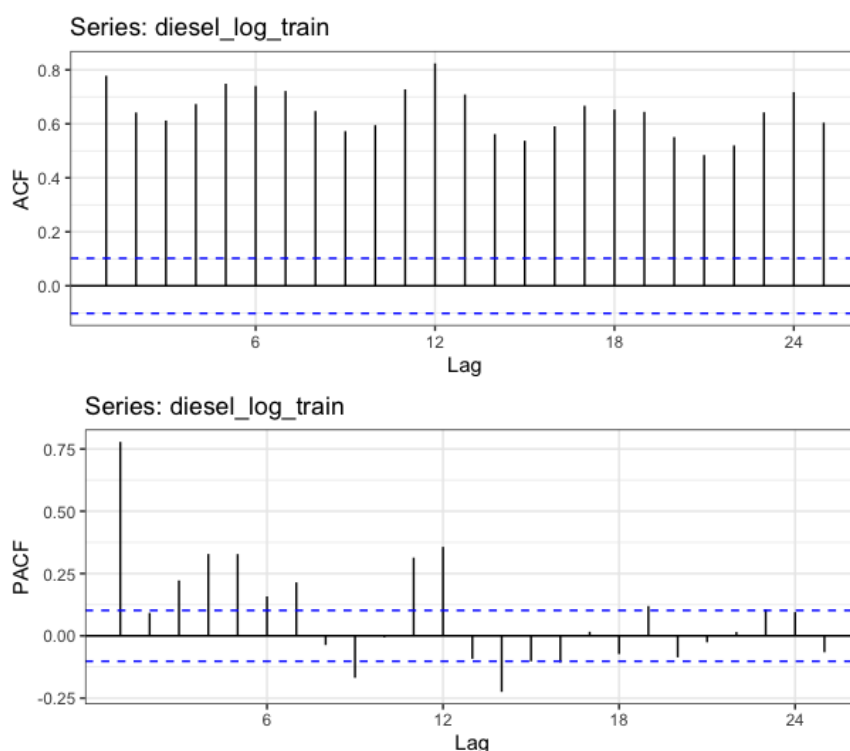 Series: diesel_log_train
0.8
0.6
0.4
0.2
0.0
ACF
6 12 18 24
Lag
Series: diesel_log_train
0.75
0.50
0.25
0.00
-0.25
PACF
6 12 18 24
Lag